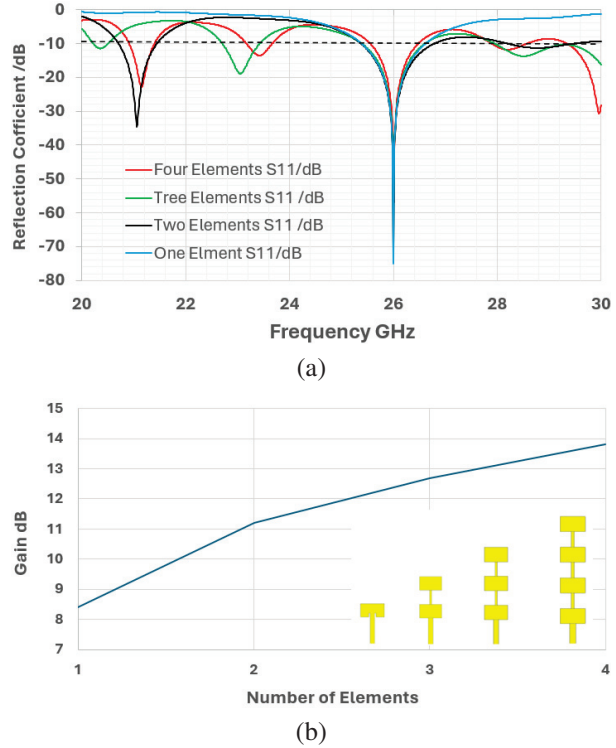 0
-10
-20
-30
-40
-50
-60
-70
-80
Reflection Cofficient /dB
Four Elements S11/dB
Tree Elements S11 /dB
Two Elements S11 /dB
One Elment S11/dB
20 22 24 26 28 30
Frequency GHz
(a)
15
14
13
12
11
10
9
8
7
Gain dB
1 2 3 4
Number of Elements
(b)